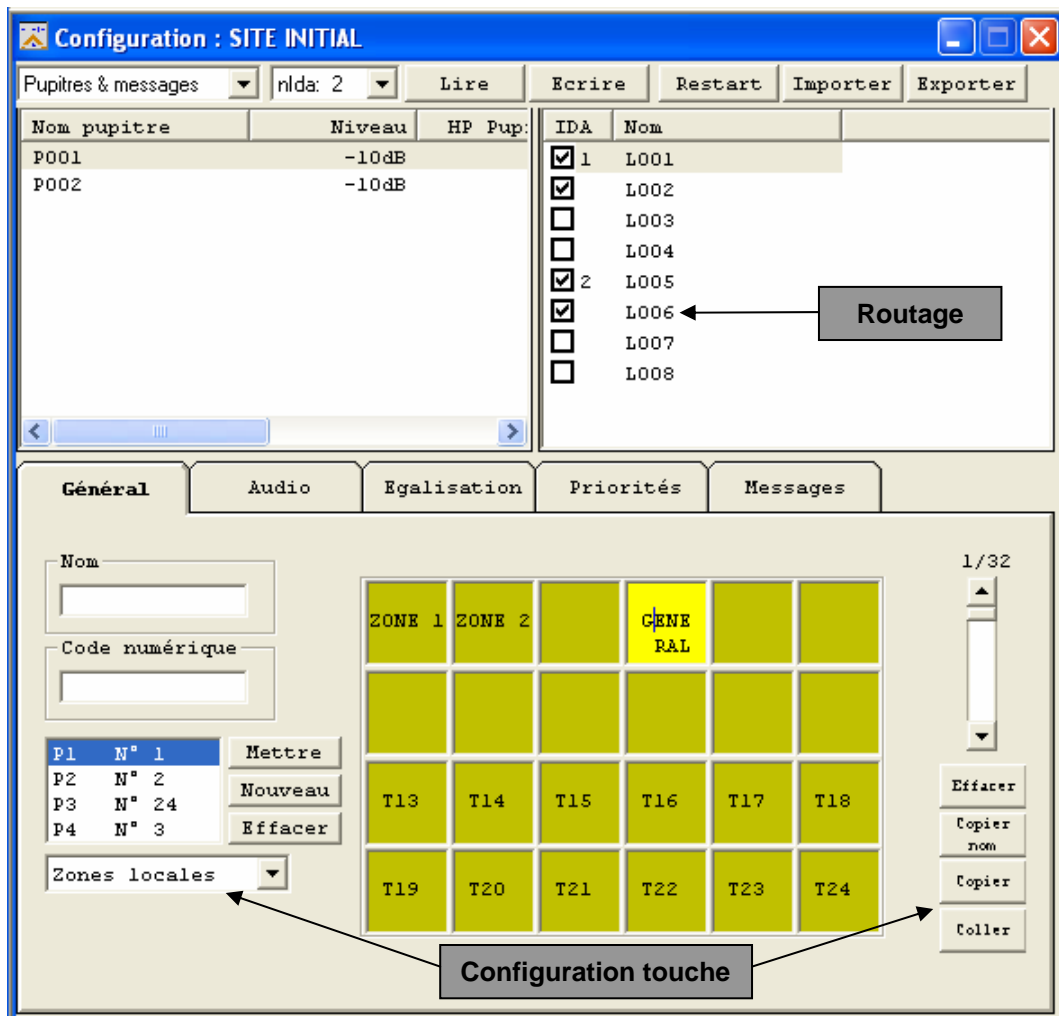 Configuration : SITE INITIAL
Pupitres & messages nIda: 2 Lire Ecrire Restart Importer Exporter
Nom pupitre Niveau HP Pup:
P001 -10dB
P002 -10dB
IDA Nom
1 L001
L002
L003
L004
2 L005
L006
L007
L008
Routage
Général Audio Egalisation Priorités Messages
Nom
Code numérique
P1 N° 1
P2 N° 2
P3 N° 24
P4 N° 3
Mettre
Nouveau
Effacer
Zones locales
ZONE 1 ZONE 2 GENE
RAL
T13 T14 T15 T16 T17 T18
T19 T20 T21 T22 T23 T24
1/32
Effacer
Copier
nom
Copier
Coller
Configuration touche